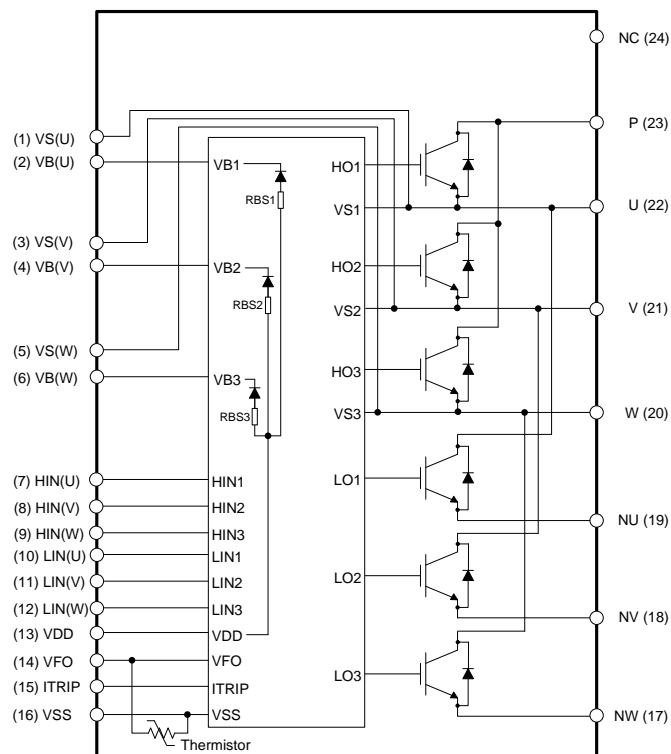 NC (24)
(1) VS(U)
(2) VB(U)
(3) VS(V)
(4) VB(V)
(5) VS(W)
(6) VB(W)
(7) HIN(U)
(8) HIN(V)
(9) HIN(W)
(10) LIN(U)
(11) LIN(V)
(12) LIN(W)
(13) VDD
(14) VFO
(15) ITRIP
(16) VSS
VB1
RBS1
VB2
RBS2
VB3
RBS3
HIN1
HIN2
HIN3
LIN1
LIN2
LIN3
VDD
VFO
ITRIP
VSS
Thermistor
HO1
VS1
HO2
VS2
HO3
VS3
LO1
LO2
LO3
P (23)
U (22)
V (21)
W (20)
NU (19)
NV (18)
NW (17)